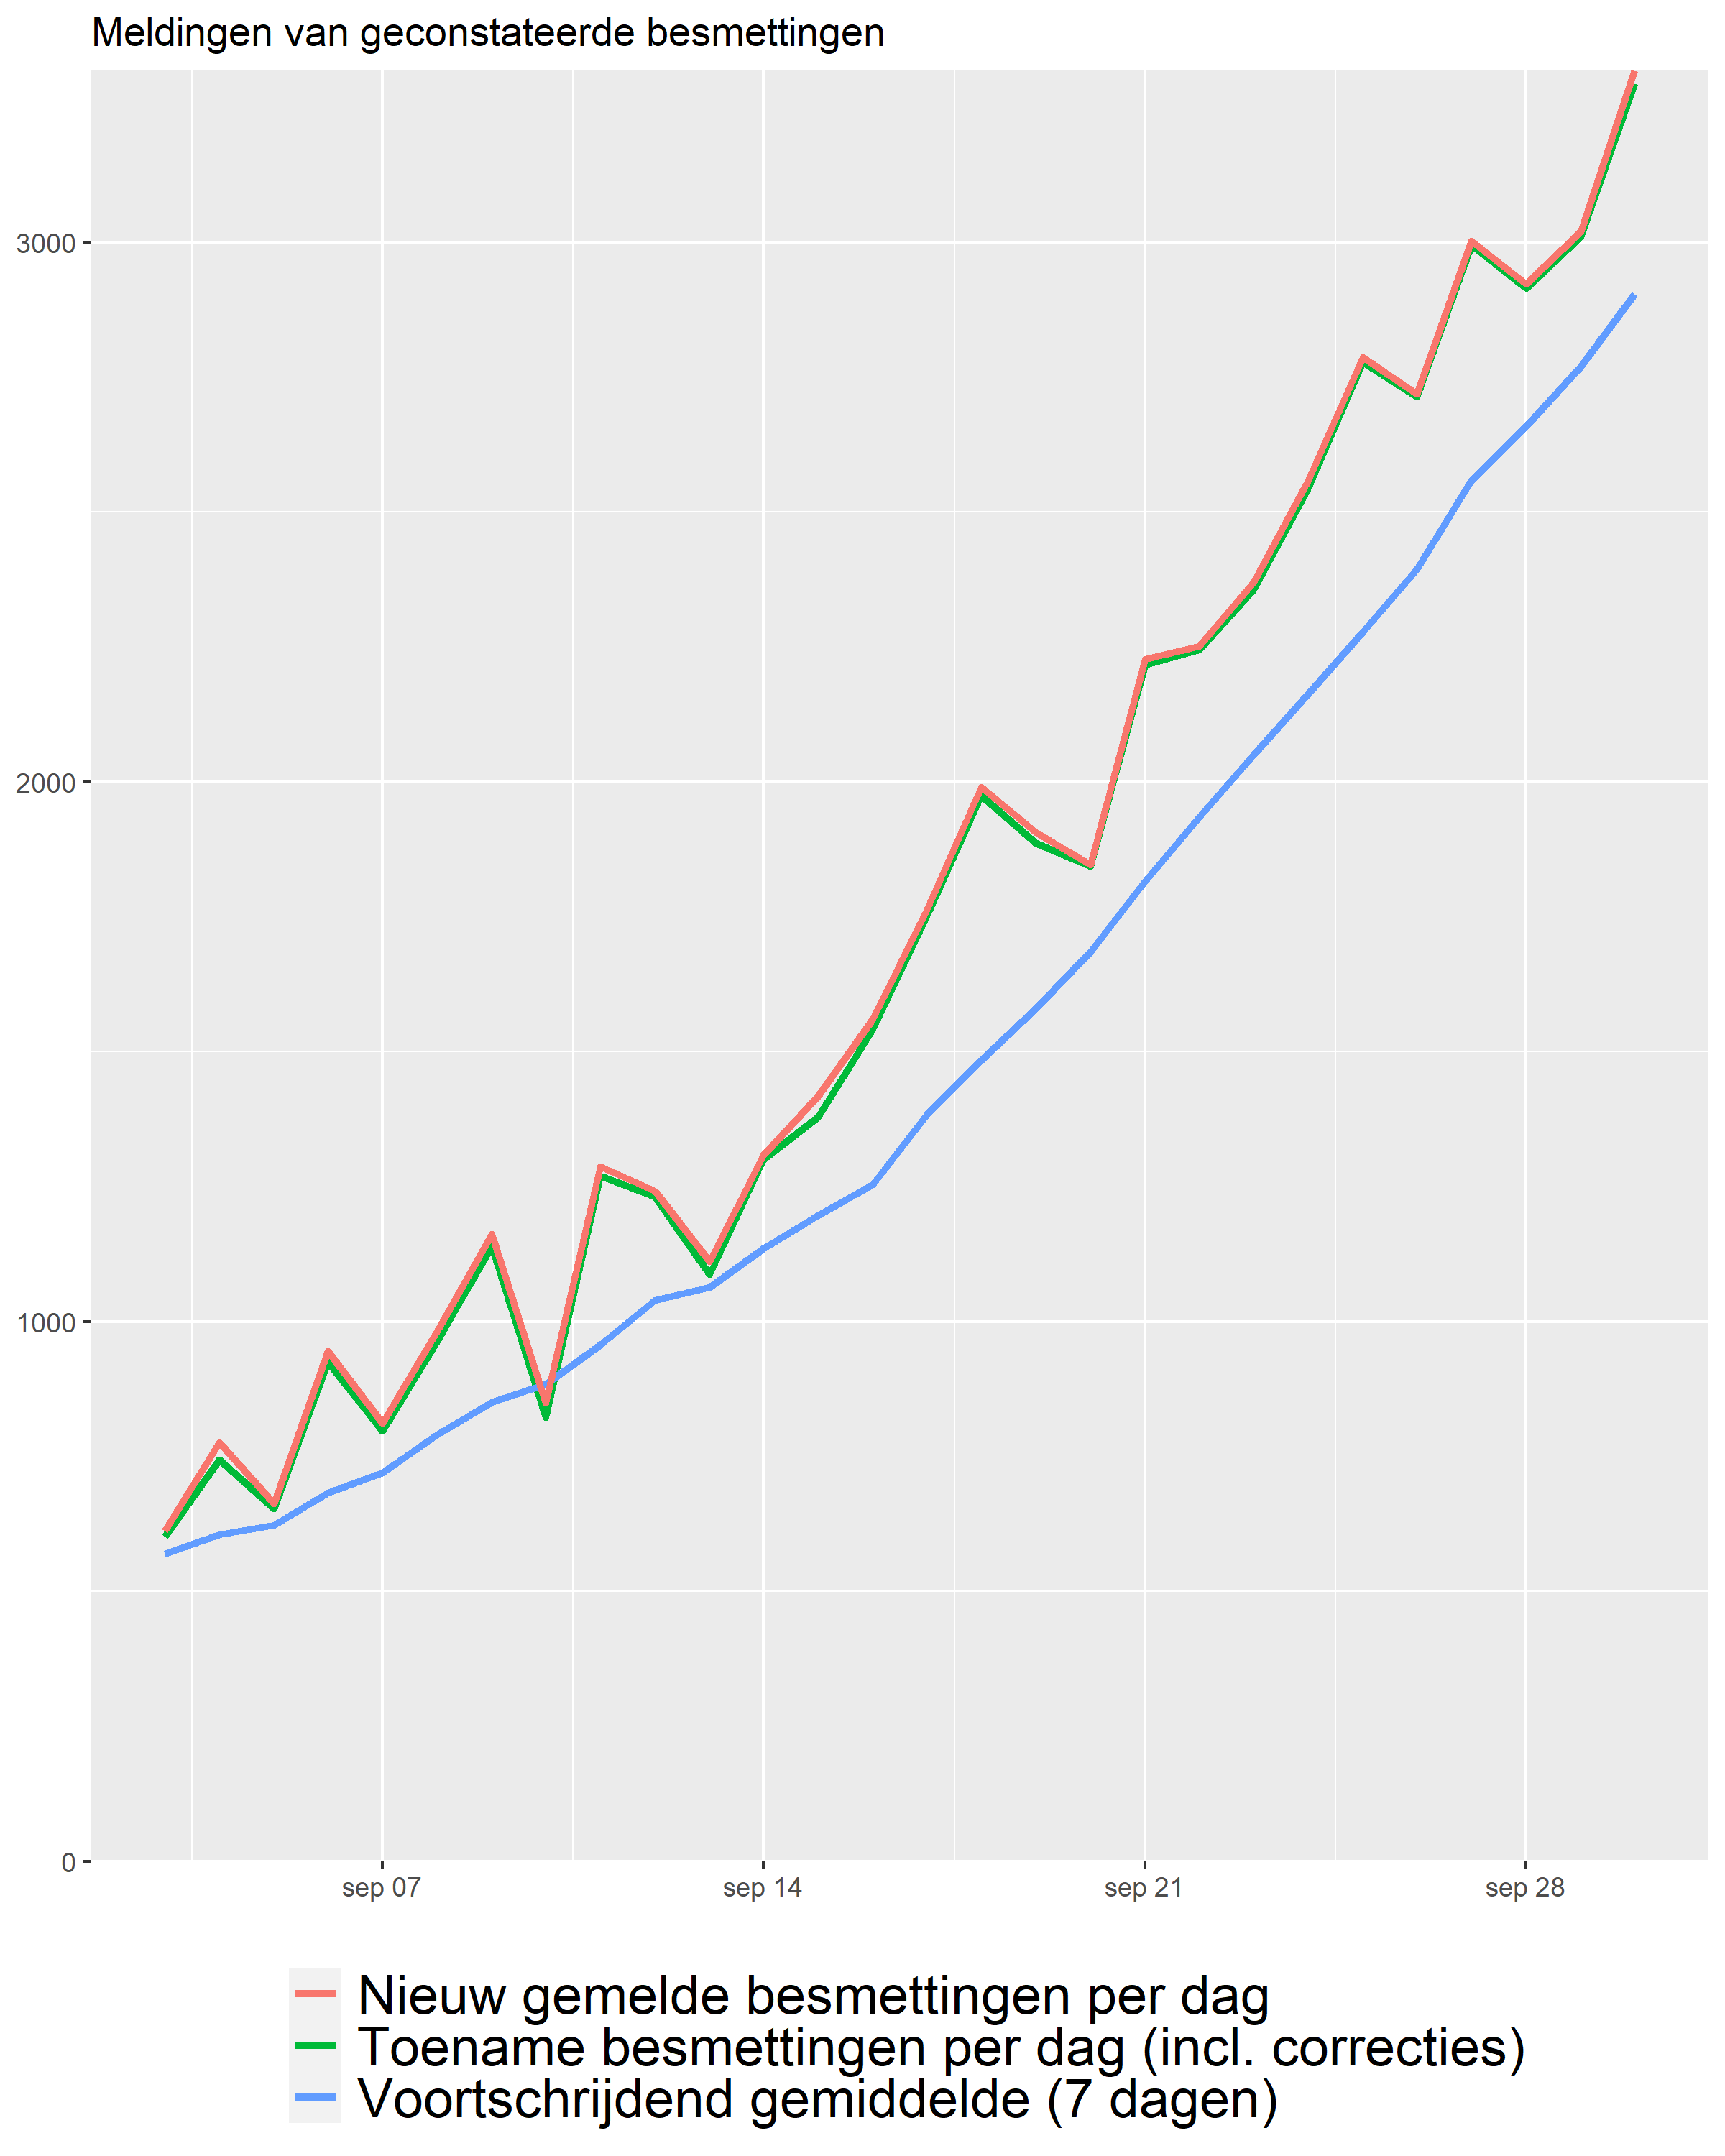 Meldingen van geconstateerde besmettingen
3000
2000
1000
0
sep 07
sep 14
sep 21
sep 28
Nieuw gemelde besmettingen per dag
Toename besmettingen per dag (incl. correcties)
Voortschrijdend gemiddelde (7 dagen)